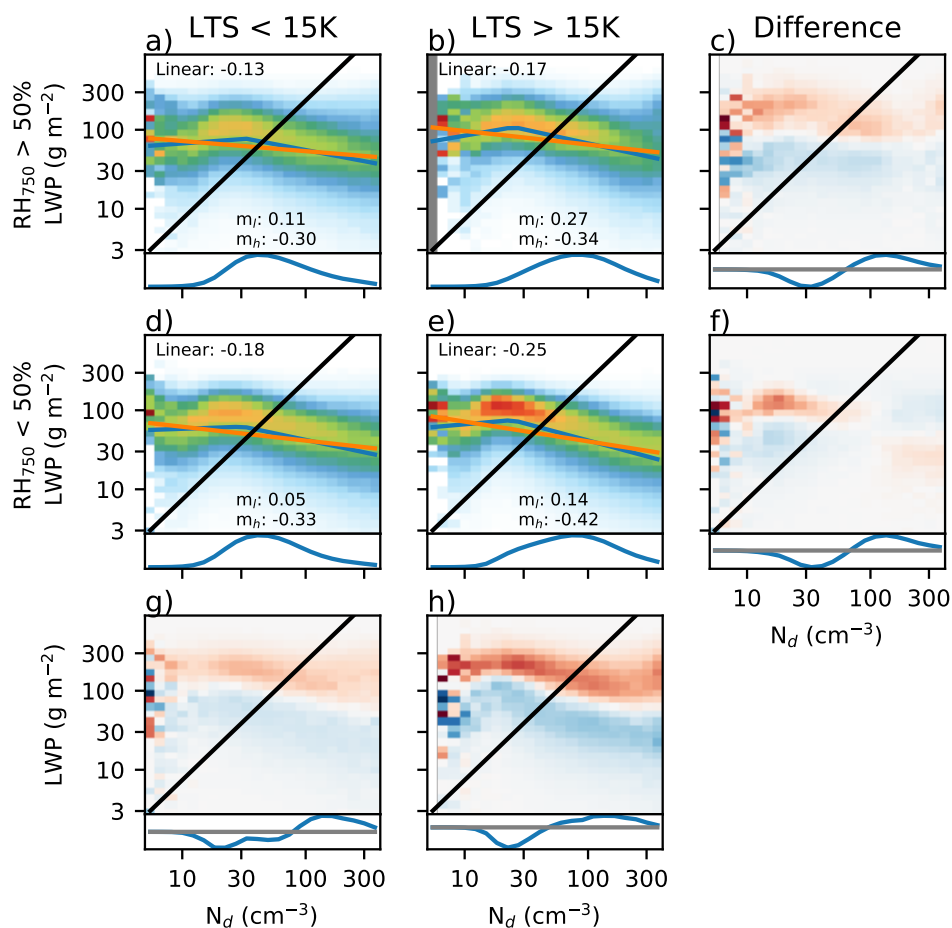 LTS < 15K
LTS > 15K
Difference
a)
b)
c)
RH₇₅₀ > 50%
LWP (g m⁻²)
300
100
30
10
3
Linear: -0.13
mₗ: 0.11
mₕ: -0.30
Linear: -0.17
mₗ: 0.27
mₕ: -0.34
d)
e)
f)
RH₇₅₀ < 50%
LWP (g m⁻²)
300
100
30
10
3
Linear: -0.18
mₗ: 0.05
mₕ: -0.33
Linear: -0.25
mₗ: 0.14
mₕ: -0.42
10 30 100 300
N_d (cm⁻³)
g)
h)
LWP (g m⁻²)
300
100
30
10
3
10 30 100 300
N_d (cm⁻³)
10 30 100 300
N_d (cm⁻³)